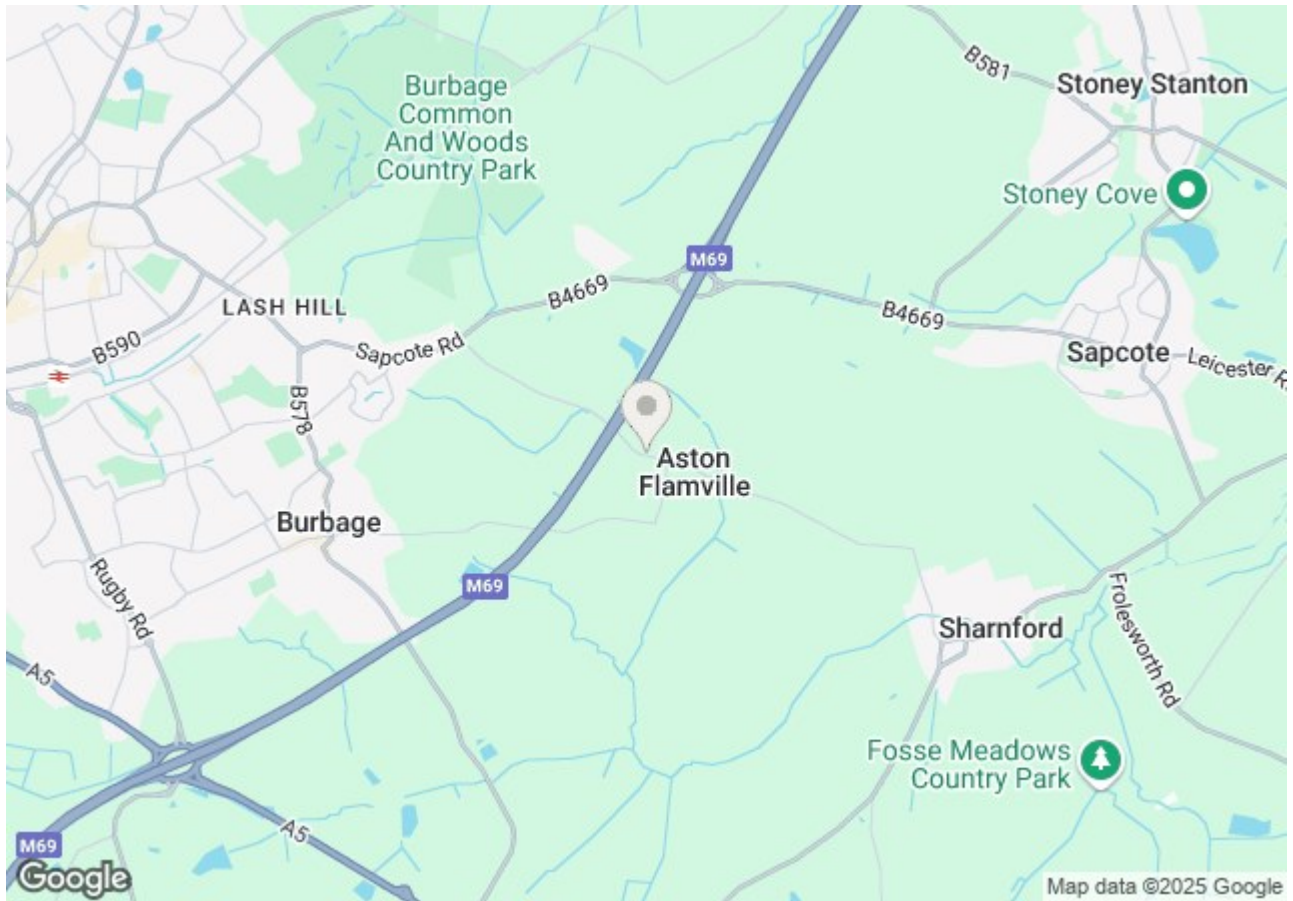 B581
Stoney Stanton
Burbage
Common
And Woods
Country Park
Stoney Cove
M69
B4669
LASH HILL
B4669
Sapcote Rd
B590
Sapcote
Leicester R
B578
Aston
Flamville
Burbage
M69
Rugby Rd
Frolesworth Rd
Sharnford
A5
Fosse Meadows
Country Park
A5
M69
Google
Map data ©2025 Google